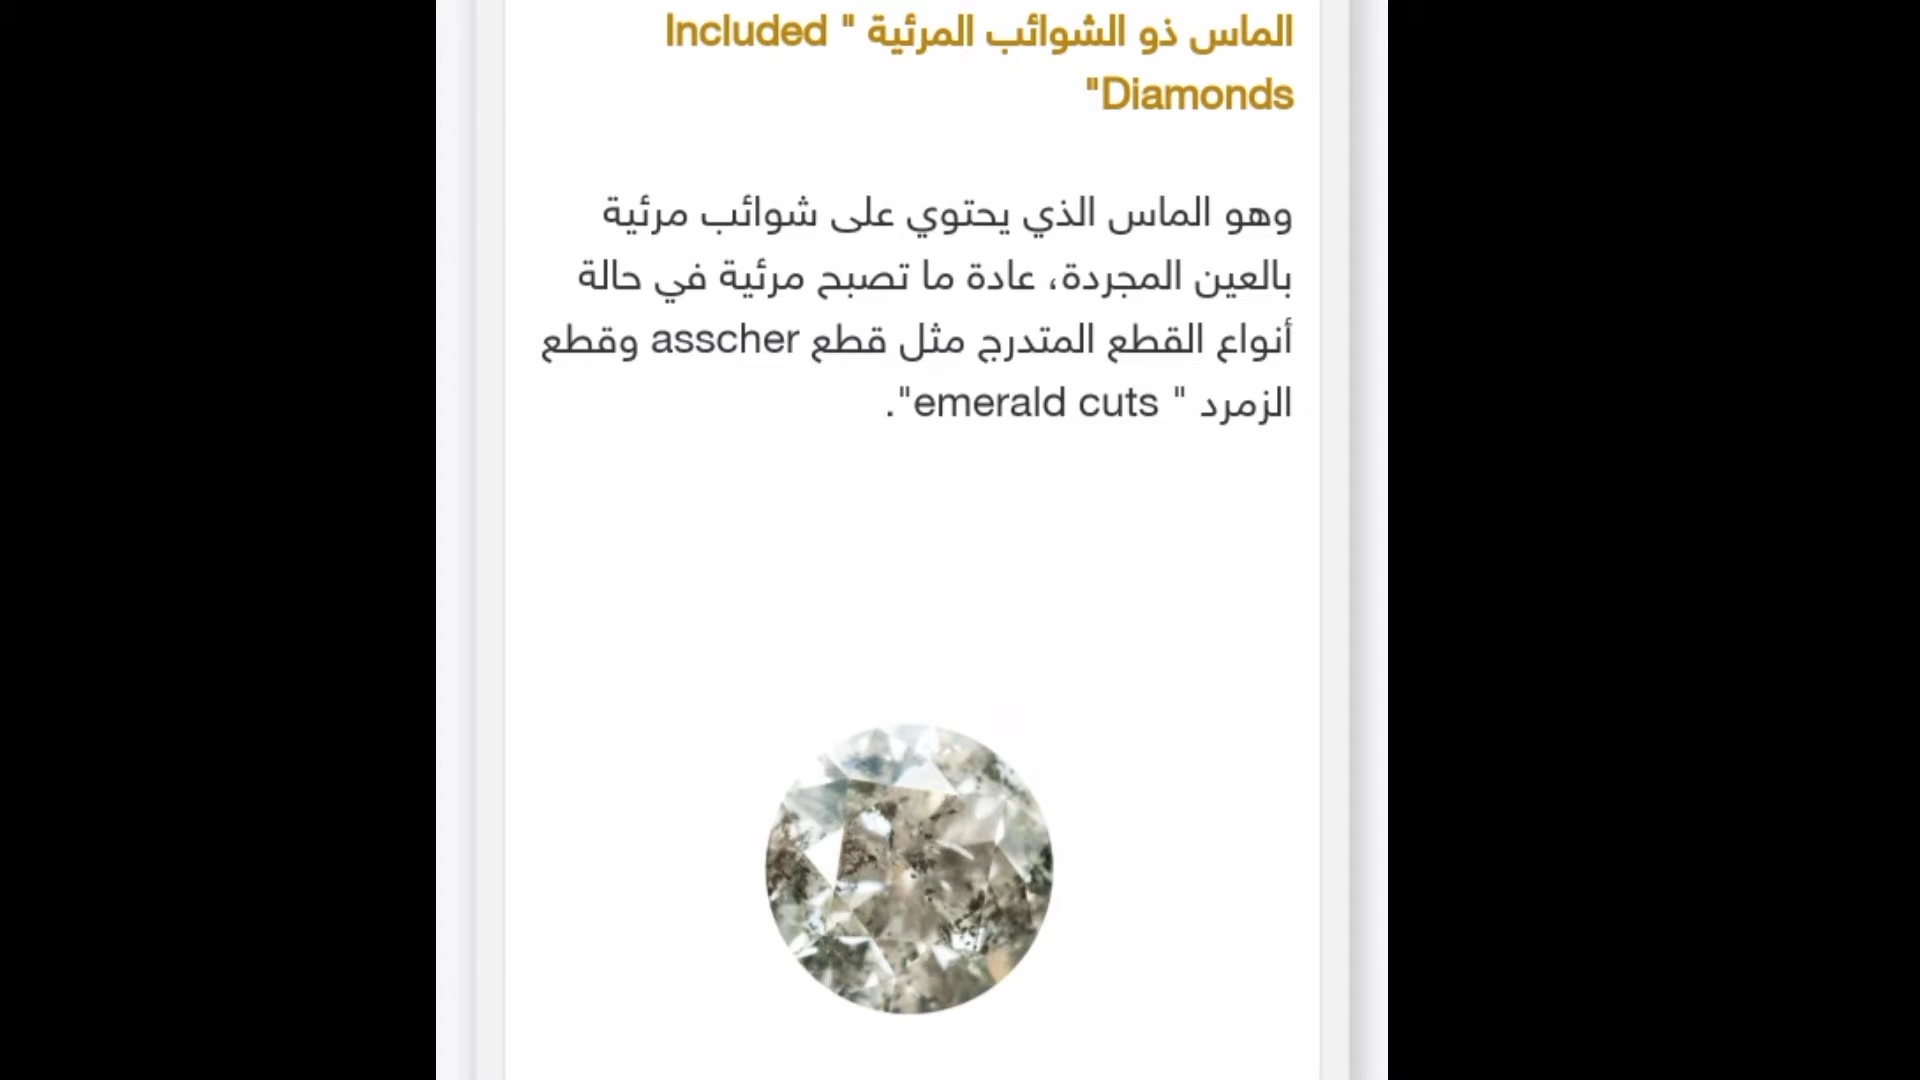 الماس ذو الشوائب المرئية " Included
Diamonds"
وهو الماس الذي يحتوي على شوائب مرئية
بالعين المجردة، عادة ما تصبح مرئية في حالة
أنواع القطع المتدرج مثل قطع asscher وقطع
الزمرد " emerald cuts".